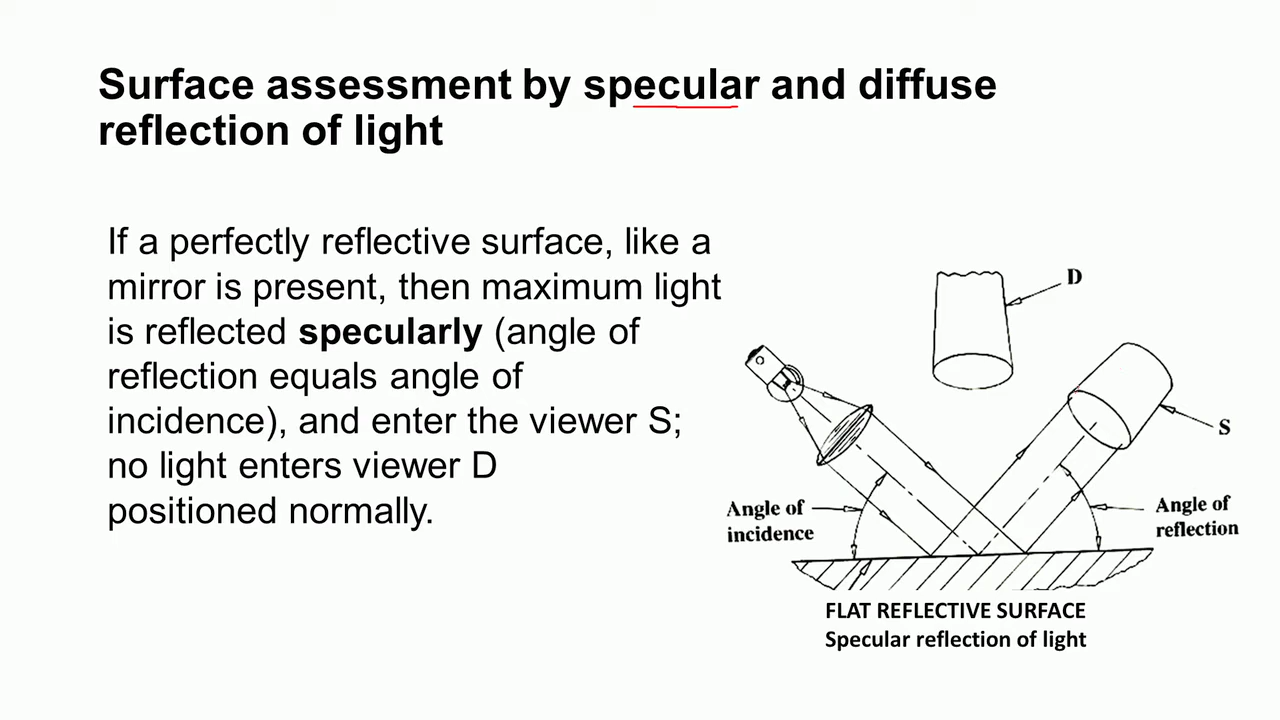 Surface assessment by specular and diffuse
reflection of light
If a perfectly reflective surface, like a
mirror is present, then maximum light
is reflected specularly (angle of
reflection equals angle of
incidence), and enter the viewer S;
no light enters viewer D
positioned normally.
D
S
Angle of
incidence
Angle of
reflection
FLAT REFLECTIVE SURFACE
Specular reflection of light